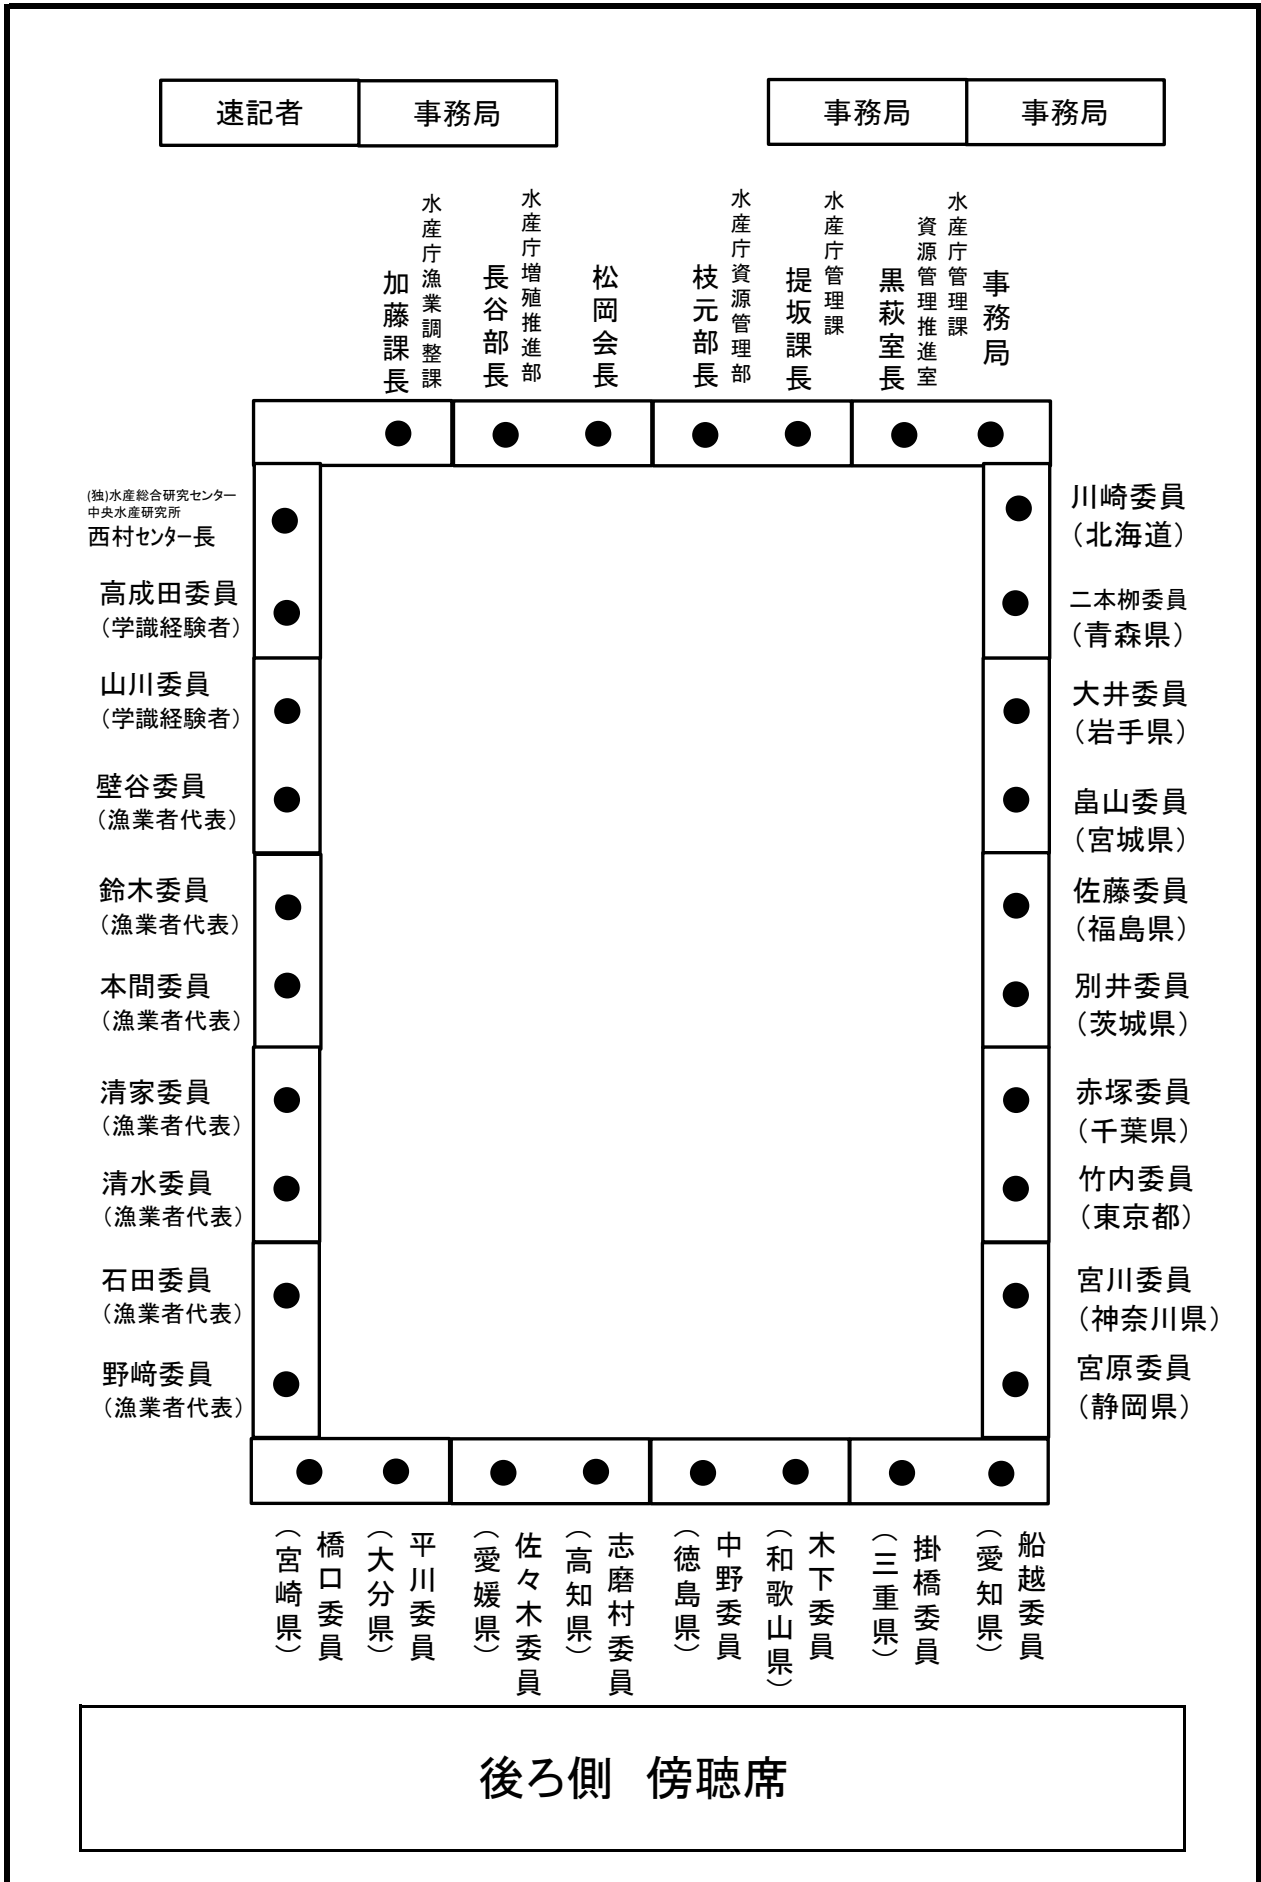 速記者
事務局
事務局
事務局
水産庁漁業調整課
加藤課長
水産庁増殖推進部
長谷部長
松岡会長
水産庁資源管理部
枝元部長
水産庁管理課
提坂課長
水産庁管理課
資源管理推進室
黒萩室長
事務局
(独)水産総合研究センター
中央水産研究所
西村センター長
高成田委員
（学識経験者）
山川委員
（学識経験者）
壁谷委員
（漁業者代表）
鈴木委員
（漁業者代表）
本間委員
（漁業者代表）
清家委員
（漁業者代表）
清水委員
（漁業者代表）
石田委員
（漁業者代表）
野﨑委員
（漁業者代表）
川崎委員
（北海道）
二本栁委員
（青森県）
大井委員
（岩手県）
畠山委員
（宮城県）
佐藤委員
（福島県）
別井委員
（茨城県）
赤塚委員
（千葉県）
竹内委員
（東京都）
宮川委員
（神奈川県）
宮原委員
（静岡県）
橋口委員
（宮崎県）
平川委員
（大分県）
佐々木委員
（愛媛県）
志磨村委員
（高知県）
中野委員
（徳島県）
木下委員
（和歌山県）
掛橋委員
（三重県）
船越委員
（愛知県）
後ろ側　傍聴席